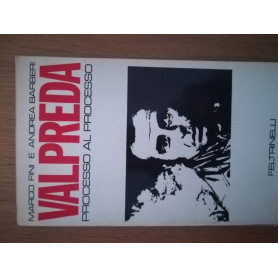 MARCO FINI E ANDREA BARBERI
VALPREDA
PROCESSO AL PROCESSO
FELTRINELLI